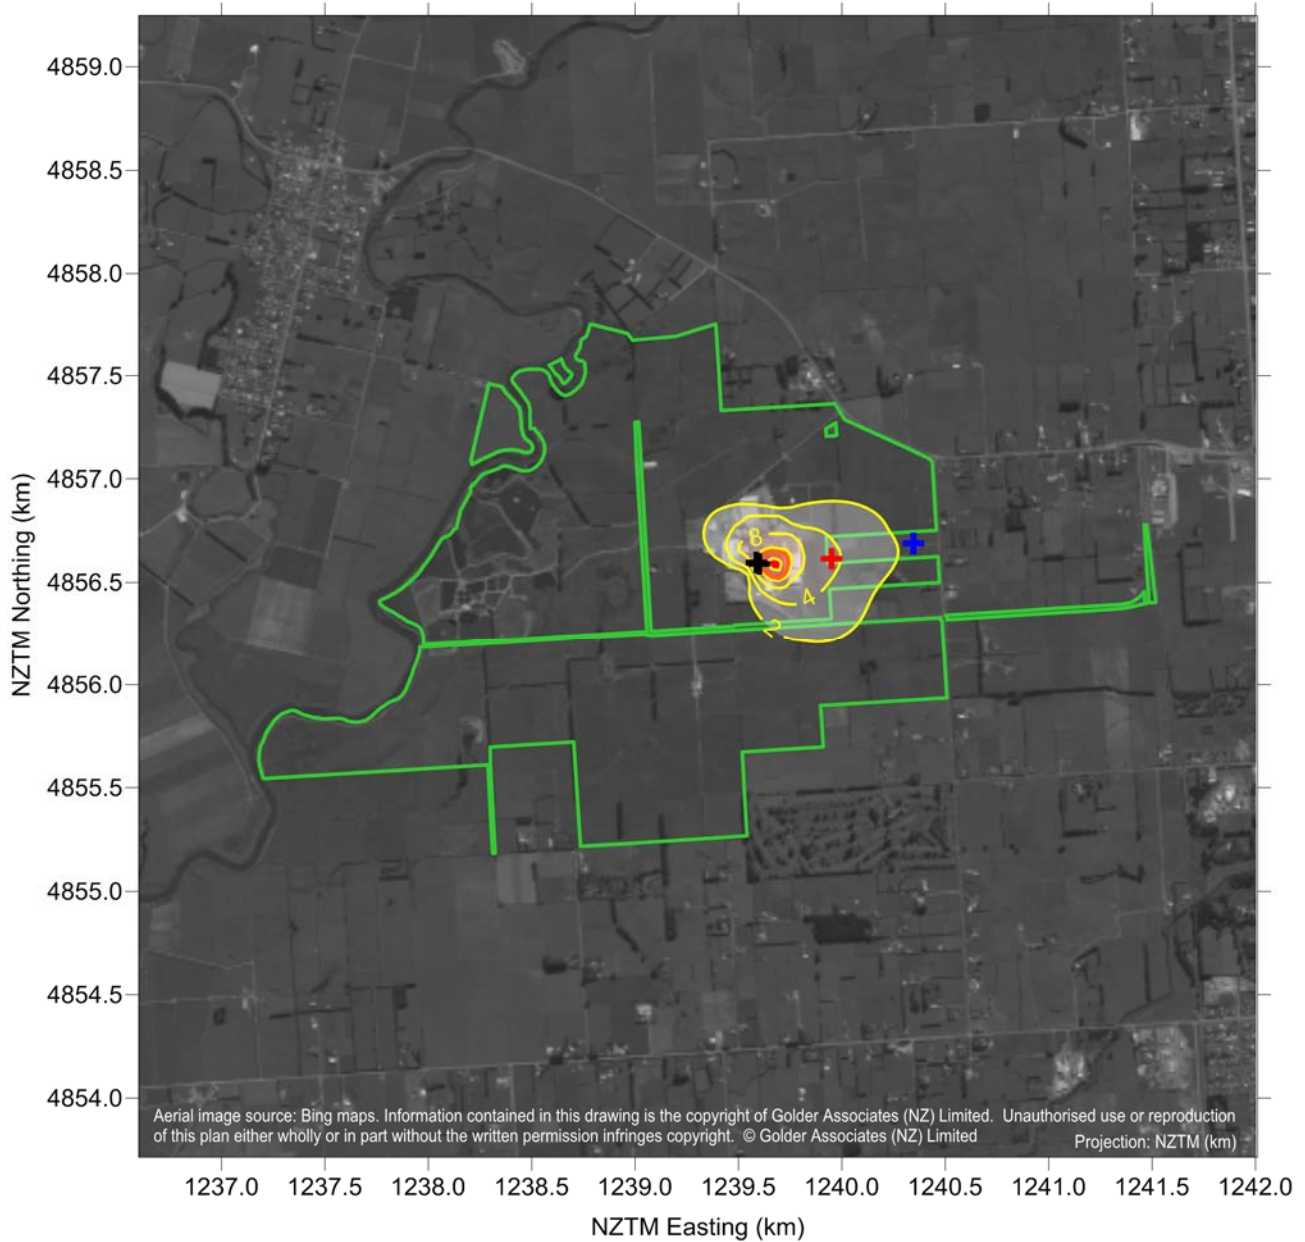 4859.0
4858.5
4858.0
4857.5
4857.0
4856.5
4856.0
4855.5
4855.0
4854.5
4854.0
NZTM Northing (km)
8
4
2
Aerial image source: Bing maps. Information contained in this drawing is the copyright of Golder Associates (NZ) Limited. Unauthorised use or reproduction
of this plan either wholly or in part without the written permission infringes copyright. © Golder Associates (NZ) Limited
Projection: NZTM (km)
1237.0 1237.5 1238.0 1238.5 1239.0 1239.5 1240.0 1240.5 1241.0 1241.5 1242.0
NZTM Easting (km)